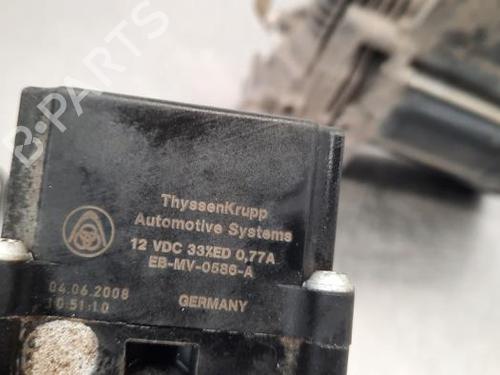 B-PARTS
ThyssenKrupp
Automotive Systems
12 VDC 33%ED 0,77A
EB-MV-0586-A
04.06.2008
10:51:10
GERMANY